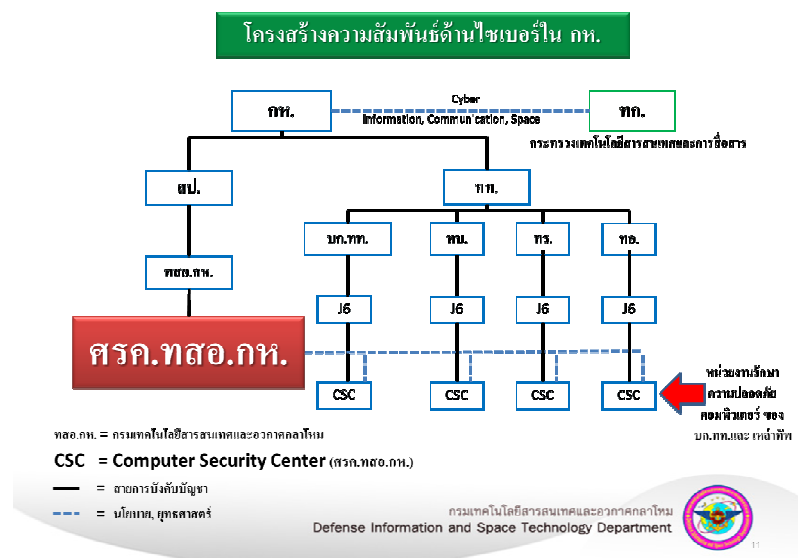 โครงสร้างความสัมพันธ์ด้านไซเบอร์ใน กห.
กห.
Cyber
Information, Communication, Space
ทก.
กระทรวงเทคโนโลยีสารสนเทศและการสื่อสาร
สป.
ทท.
บก.ทท.
ทบ.
ทร.
ทอ.
ทสอ.กห.
J6
J6
J6
J6
ศรค.ทสอ.กห.
CSC
CSC
CSC
CSC
หน่วยงานรักษา
ความปลอดภัย
คอมพิวเตอร์ ของ
บก.ทท.และ เหล่าทัพ
ทสอ.กห. = กรมเทคโนโลยีสารสนเทศและอวกาศกลาโหม
CSC = Computer Security Center (ศรค.ทสอ.กห.)
= สายการบังคับบัญชา
= นโยบาย, ยุทธศาสตร์
กรมเทคโนโลยีสารสนเทศและอวกาศกลาโหม
Defense Information and Space Technology Department
11